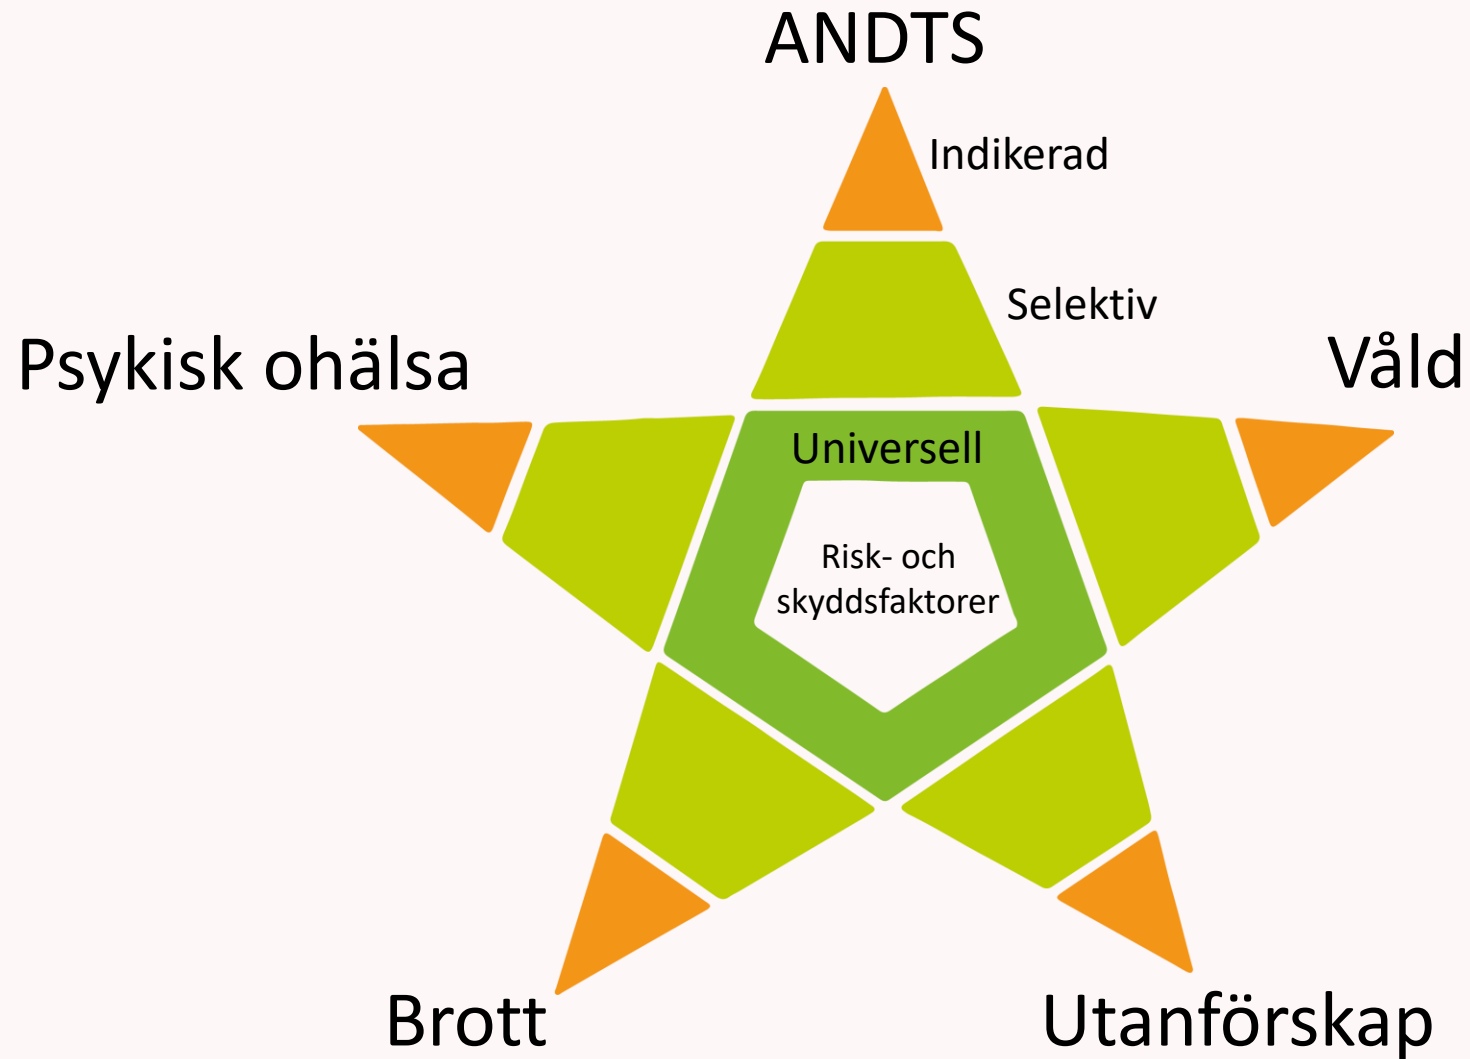 ANDTS
Indikerad
Selektiv
Psykisk ohälsa
Våld
Universell
Risk- och
skyddsfaktorer
Brott
Utanförskap